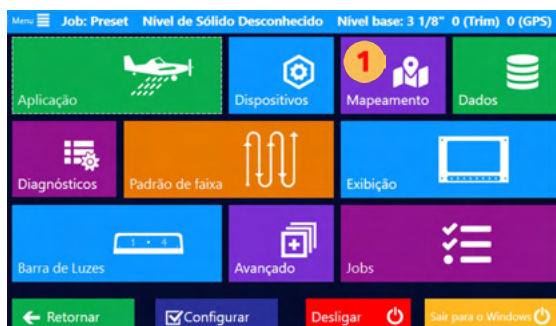 Menu Job: Preset Nível de Sólido Desconhecido Nível base: 3 1/8" 0 (Trim) 0 (GPS)
1
Aplicação Dispositivos Mapeamento Dados
Diagnósticos Padrão de faixa Exibição
1 • 4
Barra de Luzes Avançado Jobs
Retornar Configurar Desligar Sair para o Windows